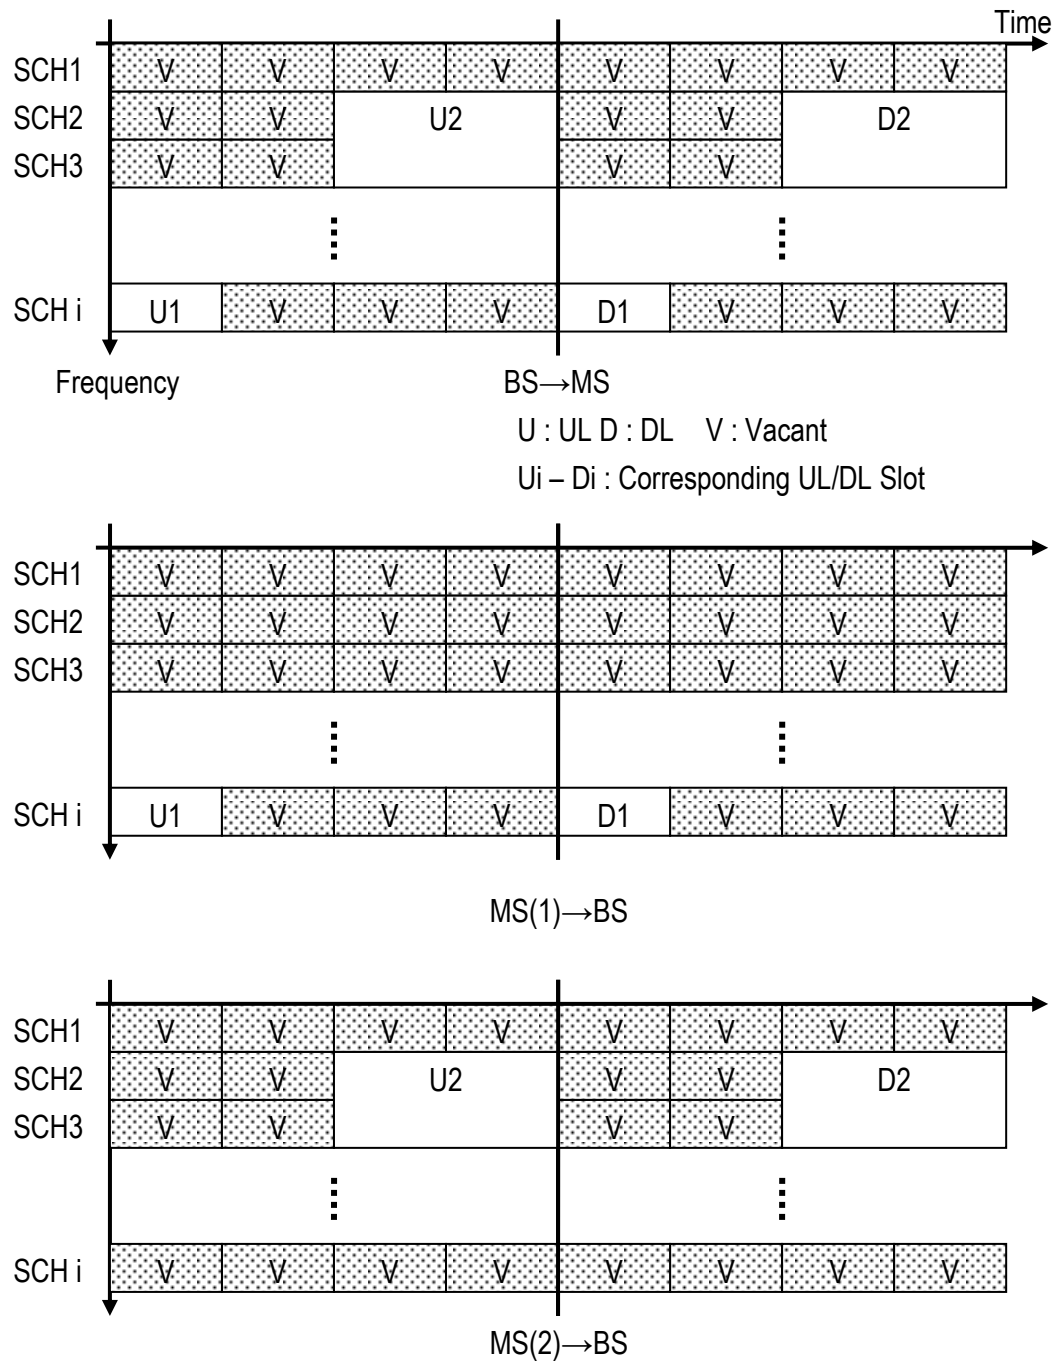 Time
SCH1 V V V V V V V V
SCH2 V V U2 V V D2
SCH3 V V V V
SCH i U1 V V V D1 V V V
Frequency BS→MS
U : UL D : DL V : Vacant
Ui – Di : Corresponding UL/DL Slot
SCH1 V V V V V V V V
SCH2 V V V V V V V V
SCH3 V V V V V V V V
SCH i U1 V V V D1 V V V
MS(1)→BS
SCH1 V V V V V V V V
SCH2 V V U2 V V D2
SCH3 V V V V
SCH i V V V V V V V V
MS(2)→BS